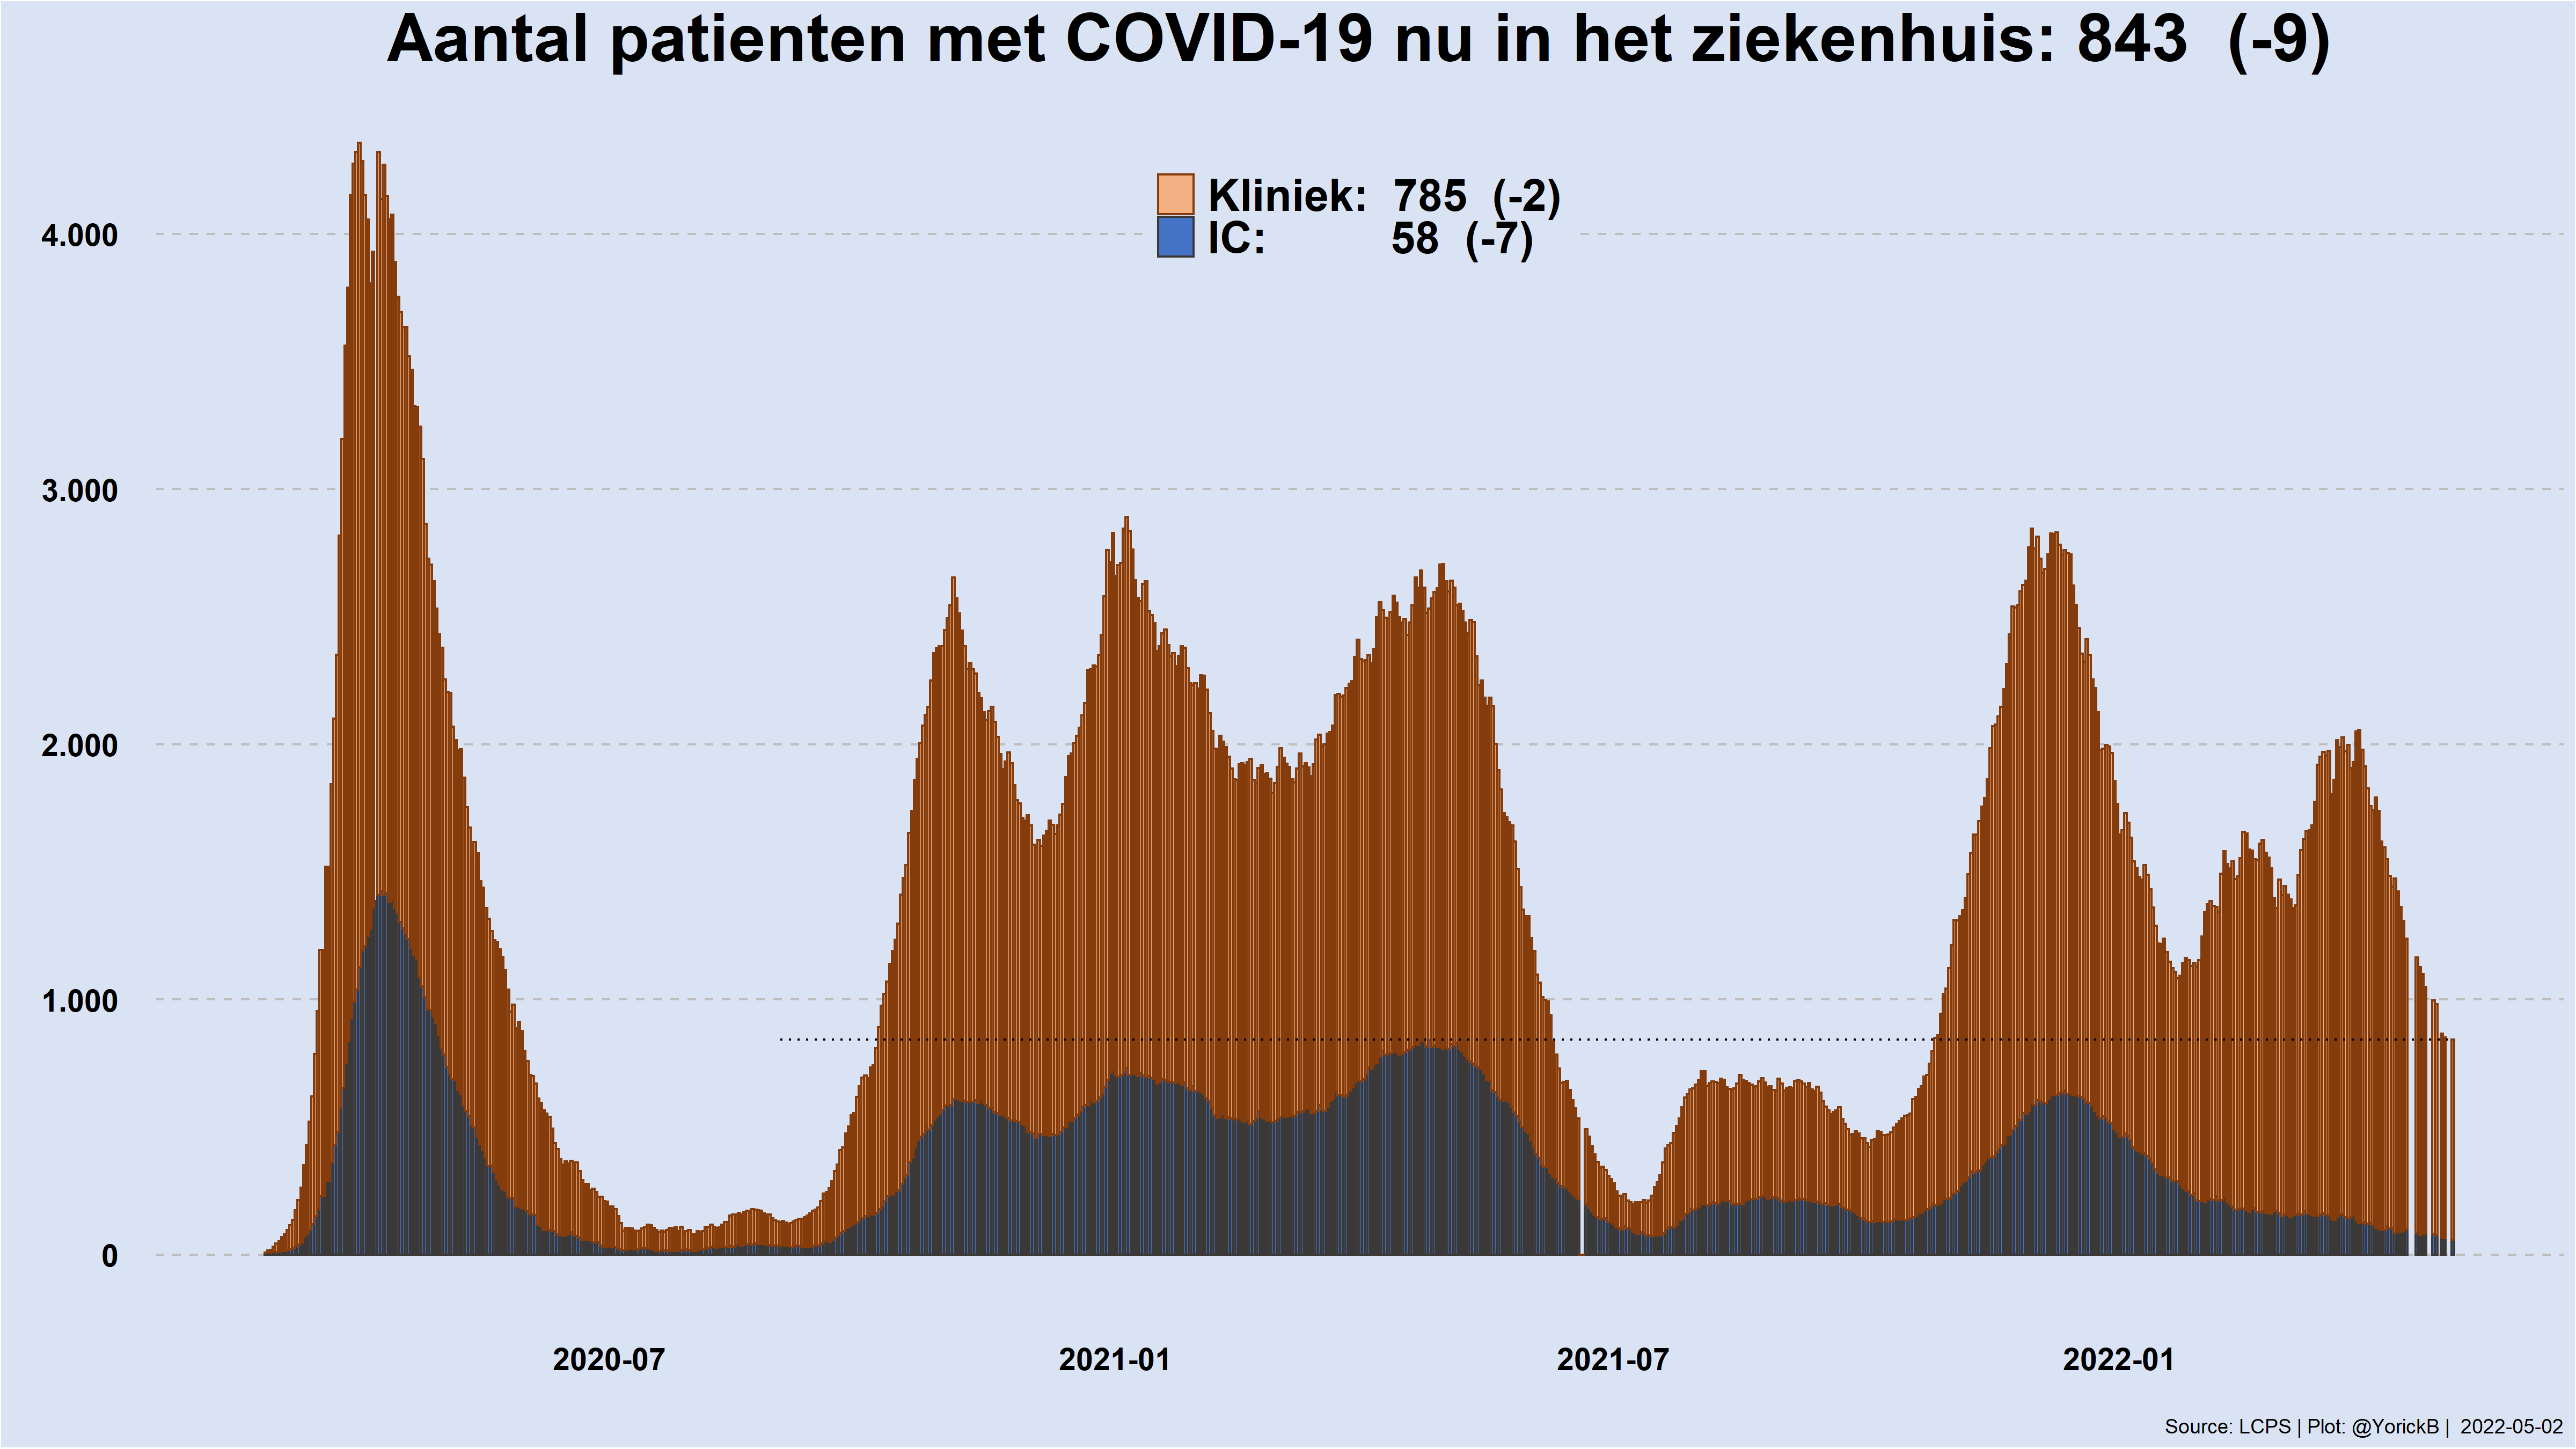 Aantal patienten met COVID-19 nu in het ziekenhuis: 843 (-9)
Kliniek: 785 (-2)
IC: 58 (-7)
4.000
3.000
2.000
1.000
0
2020-07 2021-01 2021-07 2022-01
Source: LCPS | Plot: @YorickB | 2022-05-02